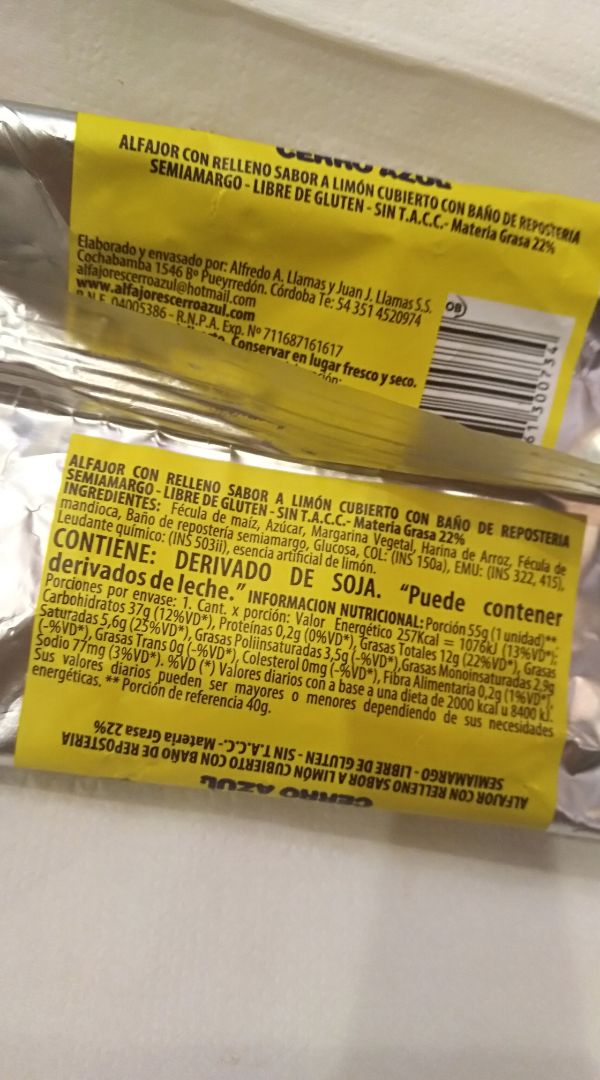 CERRO AZUL
ALFAJOR CON RELLENO SABOR A LIMÓN CUBIERTO CON BAÑO DE REPOSTERIA
SEMIAMARGO - LIBRE DE GLUTEN - SIN T.A.C.C.- Materia Grasa 22%
Elaborado y envasado por: Alfredo A. Llamas y Juan J. Llamas S.S.
Cochabamba 1546 Bº Pueyrredón. Córdoba Te: 54 351 4520974
alfajorescerroazul@hotmail.com
www.alfajorescerroazul.com
R.N.E. 04005386 - R.N.P.A. Exp. Nº 711687161617
Conservar en lugar fresco y seco.
ALFAJOR CON RELLENO SABOR A LIMÓN CUBIERTO CON BAÑO DE REPOSTERIA
SEMIAMARGO - LIBRE DE GLUTEN - SIN T.A.C.C.- Materia Grasa 22%
INGREDIENTES: Fécula de maíz, Azúcar, Margarina Vegetal, Harina de Arroz, Fécula de
mandioca, Baño de repostería semiamargo, Glucosa, COL: (INS 150a), EMU: (INS 322, 415),
Leudante químico: (INS 503ii), esencia artificial de limón.
CONTIENE: DERIVADO DE SOJA. “Puede contener
derivados de leche.” INFORMACION NUTRICIONAL: Porción 55g (1 unidad)**
Porciones por envase: 1. Cant. x porción: Valor Energético 257Kcal = 1076kJ (13%VD*);
Carbohidratos 37g (12%VD*), Proteínas 0,2g (0%VD*), Grasas Totales 12g (22%VD*), Grasas
Saturadas 5,6g (25%VD*), Grasas Poliinsaturadas 3,5g (-%VD*),Grasas Monoinsaturadas 2,9g
(-%VD*), Grasas Trans 0g (-%VD*), Colesterol 0mg (-%VD*), Fibra Alimentaria 0,2g (1%VD*),
Sodio 77mg (3%VD*). %VD (*) Valores diarios con a base a una dieta de 2000 kcal u 8400 kJ.
Sus valores diarios pueden ser mayores o menores dependiendo de sus necesidades
energéticas. ** Porción de referencia 40g.
CERRO AZUL
ALFAJOR CON RELLENO SABOR A LIMÓN CUBIERTO CON BAÑO DE REPOSTERIA
SEMIAMARGO - LIBRE DE GLUTEN - SIN T.A.C.C.- Materia Grasa 22%